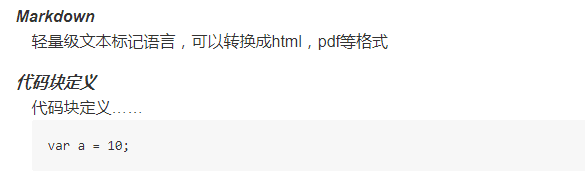 Markdown
轻量级文本标记语言，可以转换成html，pdf等格式
代码块定义
代码块定义……
var a = 10;